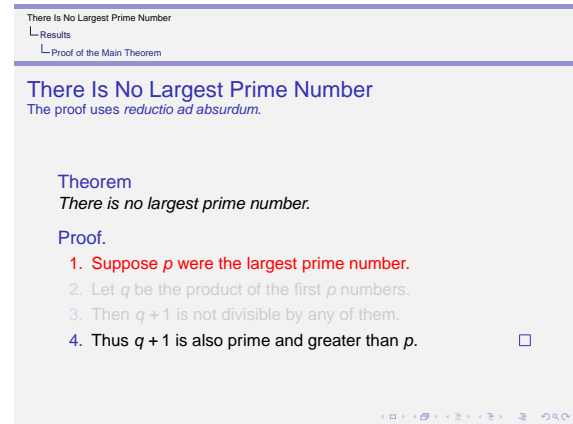 There Is No Largest Prime Number
Results
Proof of the Main Theorem
There Is No Largest Prime Number
The proof uses reductio ad absurdum.
Theorem
There is no largest prime number.
Proof.
1. Suppose p were the largest prime number.
2. Let q be the product of the first p numbers.
3. Then q + 1 is not divisible by any of them.
4. Thus q + 1 is also prime and greater than p.